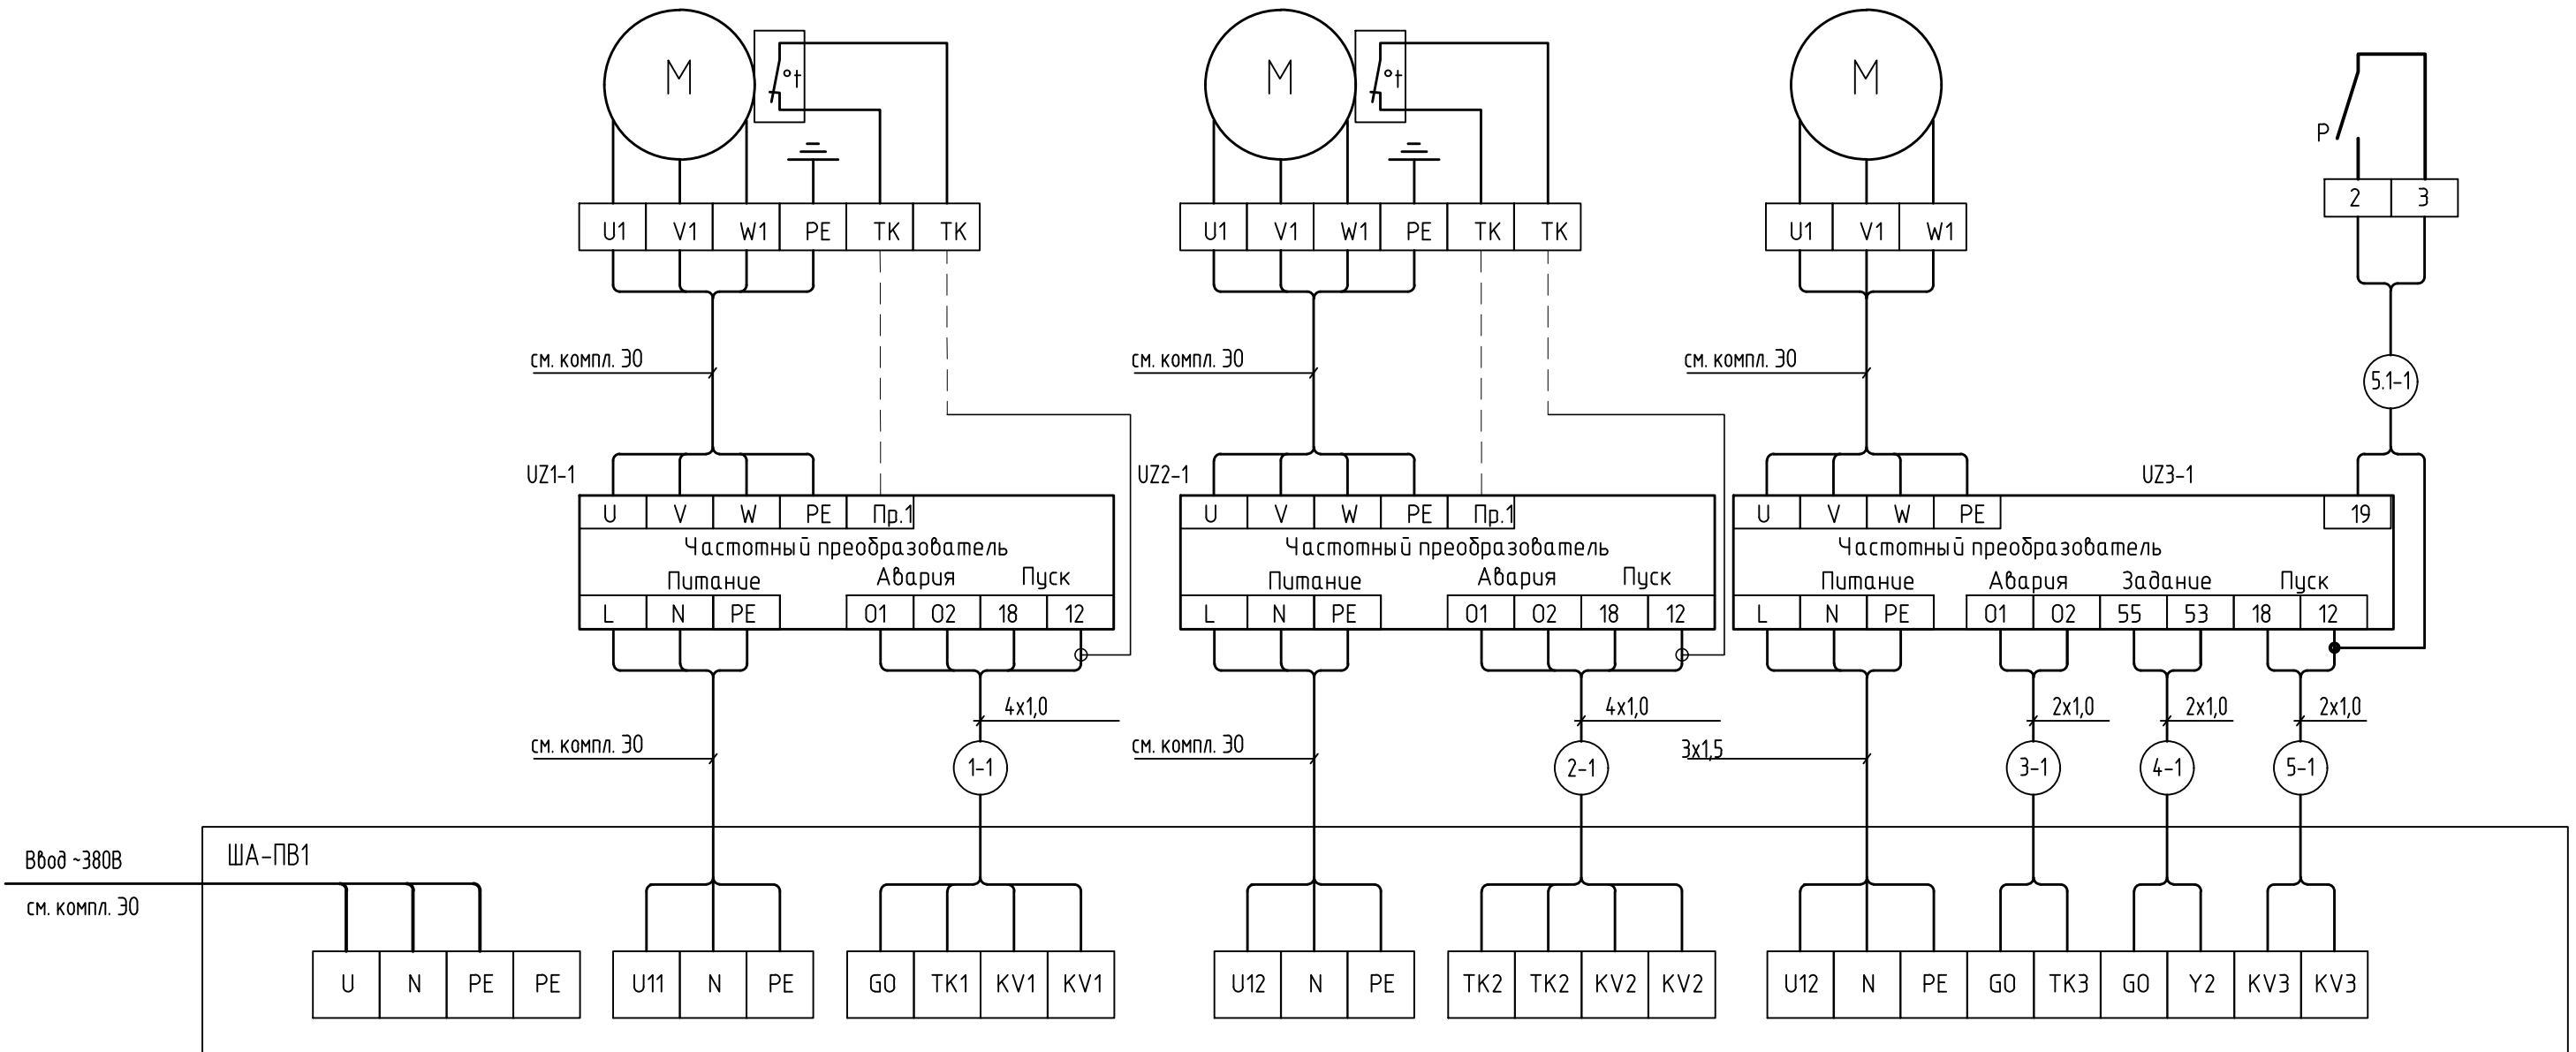 M °t M °t M
P
2 3
U1 V1 W1 PE TK TK U1 V1 W1 PE TK TK U1 V1 W1
см. компл. ЭО см. компл. ЭО см. компл. ЭО
5.1-1
UZ1-1 UZ2-1 UZ3-1
U V W PE Пр.1 U V W PE Пр.1 U V W PE 19
Частотный преобразователь Частотный преобразователь Частотный преобразователь
Питание Авария Пуск Питание Авария Пуск Питание Авария Задание Пуск
L N PE 01 02 18 12 L N PE 01 02 18 12 L N PE 01 02 55 53 18 12
4x1,0 4x1,0 2x1,0 2x1,0 2x1,0
см. компл. ЭО см. компл. ЭО 3x1,5
1-1 2-1 3-1 4-1 5-1
Ввод ~380В ША-ПВ1
см. компл. ЭО
U N PE PE U11 N PE G0 TK1 KV1 KV1 U12 N PE TK2 TK2 KV2 KV2 U12 N PE G0 TK3 G0 Y2 KV3 KV3